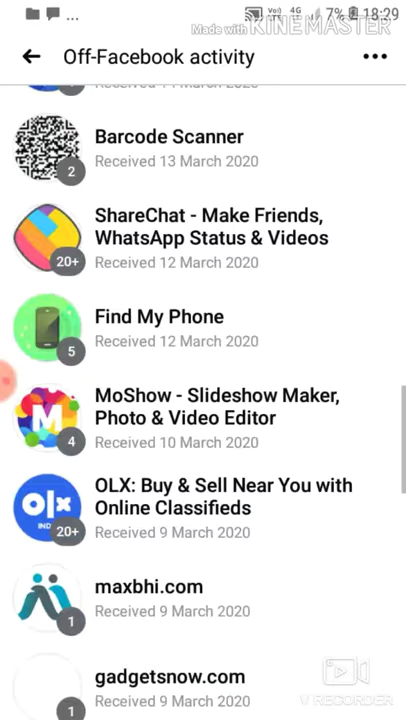 ... VoI) 4G 7% 18:29
Made with KINEMASTER
Off-Facebook activity
Barcode Scanner
2
Received 13 March 2020
ShareChat - Make Friends,
WhatsApp Status & Videos
20+
Received 12 March 2020
Find My Phone
Received 12 March 2020
5
MoShow - Slideshow Maker,
Photo & Video Editor
M
4
Received 10 March 2020
OLX: Buy & Sell Near You with
Online Classifieds
olx
INDIA
20+
Received 9 March 2020
maxbhi.com
Received 9 March 2020
1
gadgetsnow.com
Received 9 March 2020
1
V RECORDER